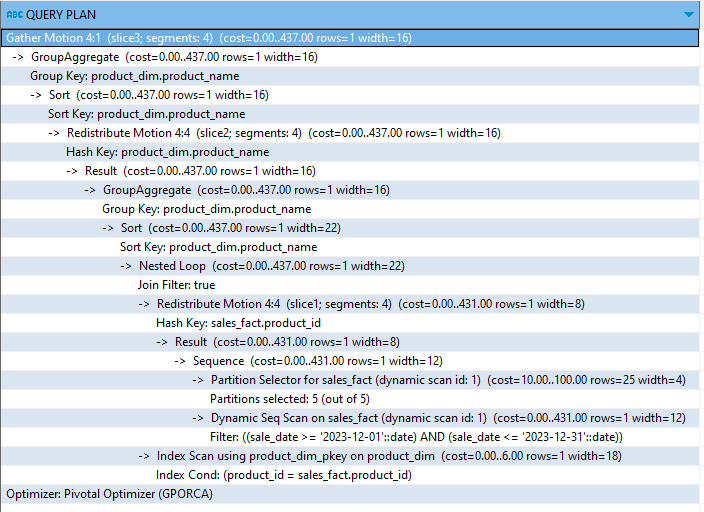 ABC QUERY PLAN
Gather Motion 4:1  (slice3; segments: 4)  (cost=0.00..437.00 rows=1 width=16)
-> GroupAggregate  (cost=0.00..437.00 rows=1 width=16)
Group Key: product_dim.product_name
-> Sort  (cost=0.00..437.00 rows=1 width=16)
Sort Key: product_dim.product_name
-> Redistribute Motion 4:4  (slice2; segments: 4)  (cost=0.00..437.00 rows=1 width=16)
Hash Key: product_dim.product_name
-> Result  (cost=0.00..437.00 rows=1 width=16)
-> GroupAggregate  (cost=0.00..437.00 rows=1 width=16)
Group Key: product_dim.product_name
-> Sort  (cost=0.00..437.00 rows=1 width=22)
Sort Key: product_dim.product_name
-> Nested Loop  (cost=0.00..437.00 rows=1 width=22)
Join Filter: true
-> Redistribute Motion 4:4  (slice1; segments: 4)  (cost=0.00..431.00 rows=1 width=8)
Hash Key: sales_fact.product_id
-> Result  (cost=0.00..431.00 rows=1 width=8)
-> Sequence  (cost=0.00..431.00 rows=1 width=12)
-> Partition Selector for sales_fact (dynamic scan id: 1)  (cost=10.00..100.00 rows=25 width=4)
Partitions selected: 5 (out of 5)
-> Dynamic Seq Scan on sales_fact (dynamic scan id: 1)  (cost=0.00..431.00 rows=1 width=12)
Filter: ((sale_date >= '2023-12-01'::date) AND (sale_date <= '2023-12-31'::date))
-> Index Scan using product_dim_pkey on product_dim  (cost=0.00..6.00 rows=1 width=18)
Index Cond: (product_id = sales_fact.product_id)
Optimizer: Pivotal Optimizer (GPORCA)